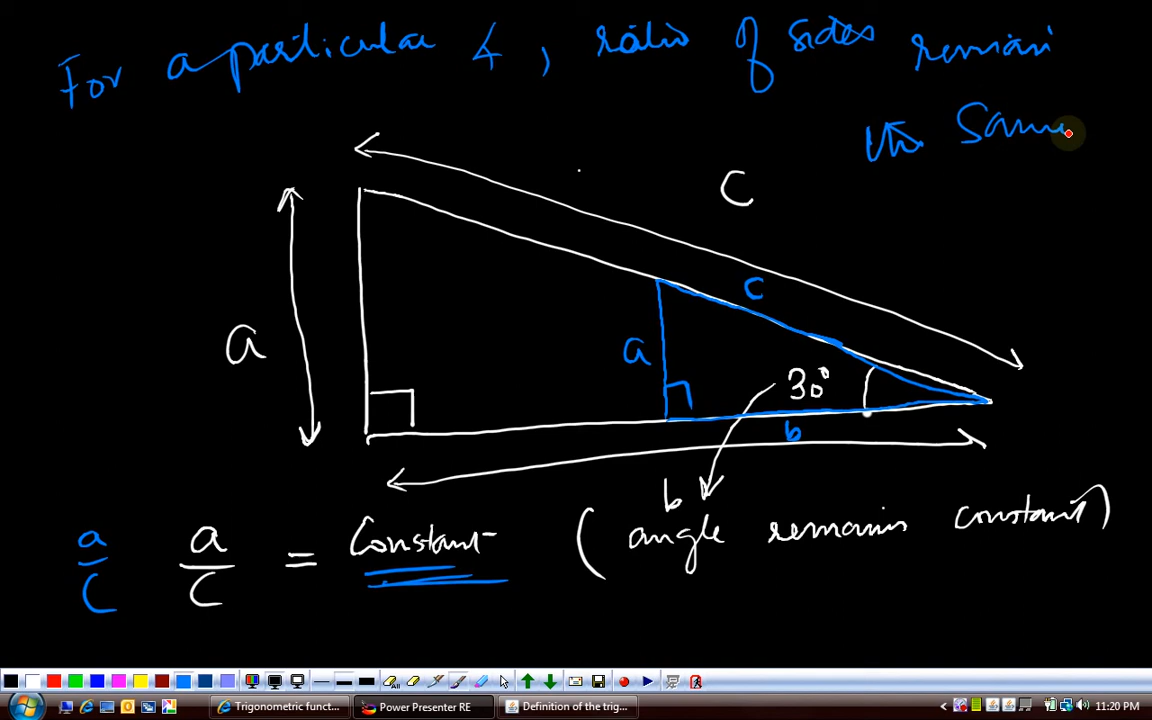 For a particular ∡, ratio of sides remain
the Same
C
c
a
a
30°
b
b
a/c a/c = Constant (angle remains constant)
Trigonometric funct...
Power Presenter RE
Definition of the trig...
11:20 PM